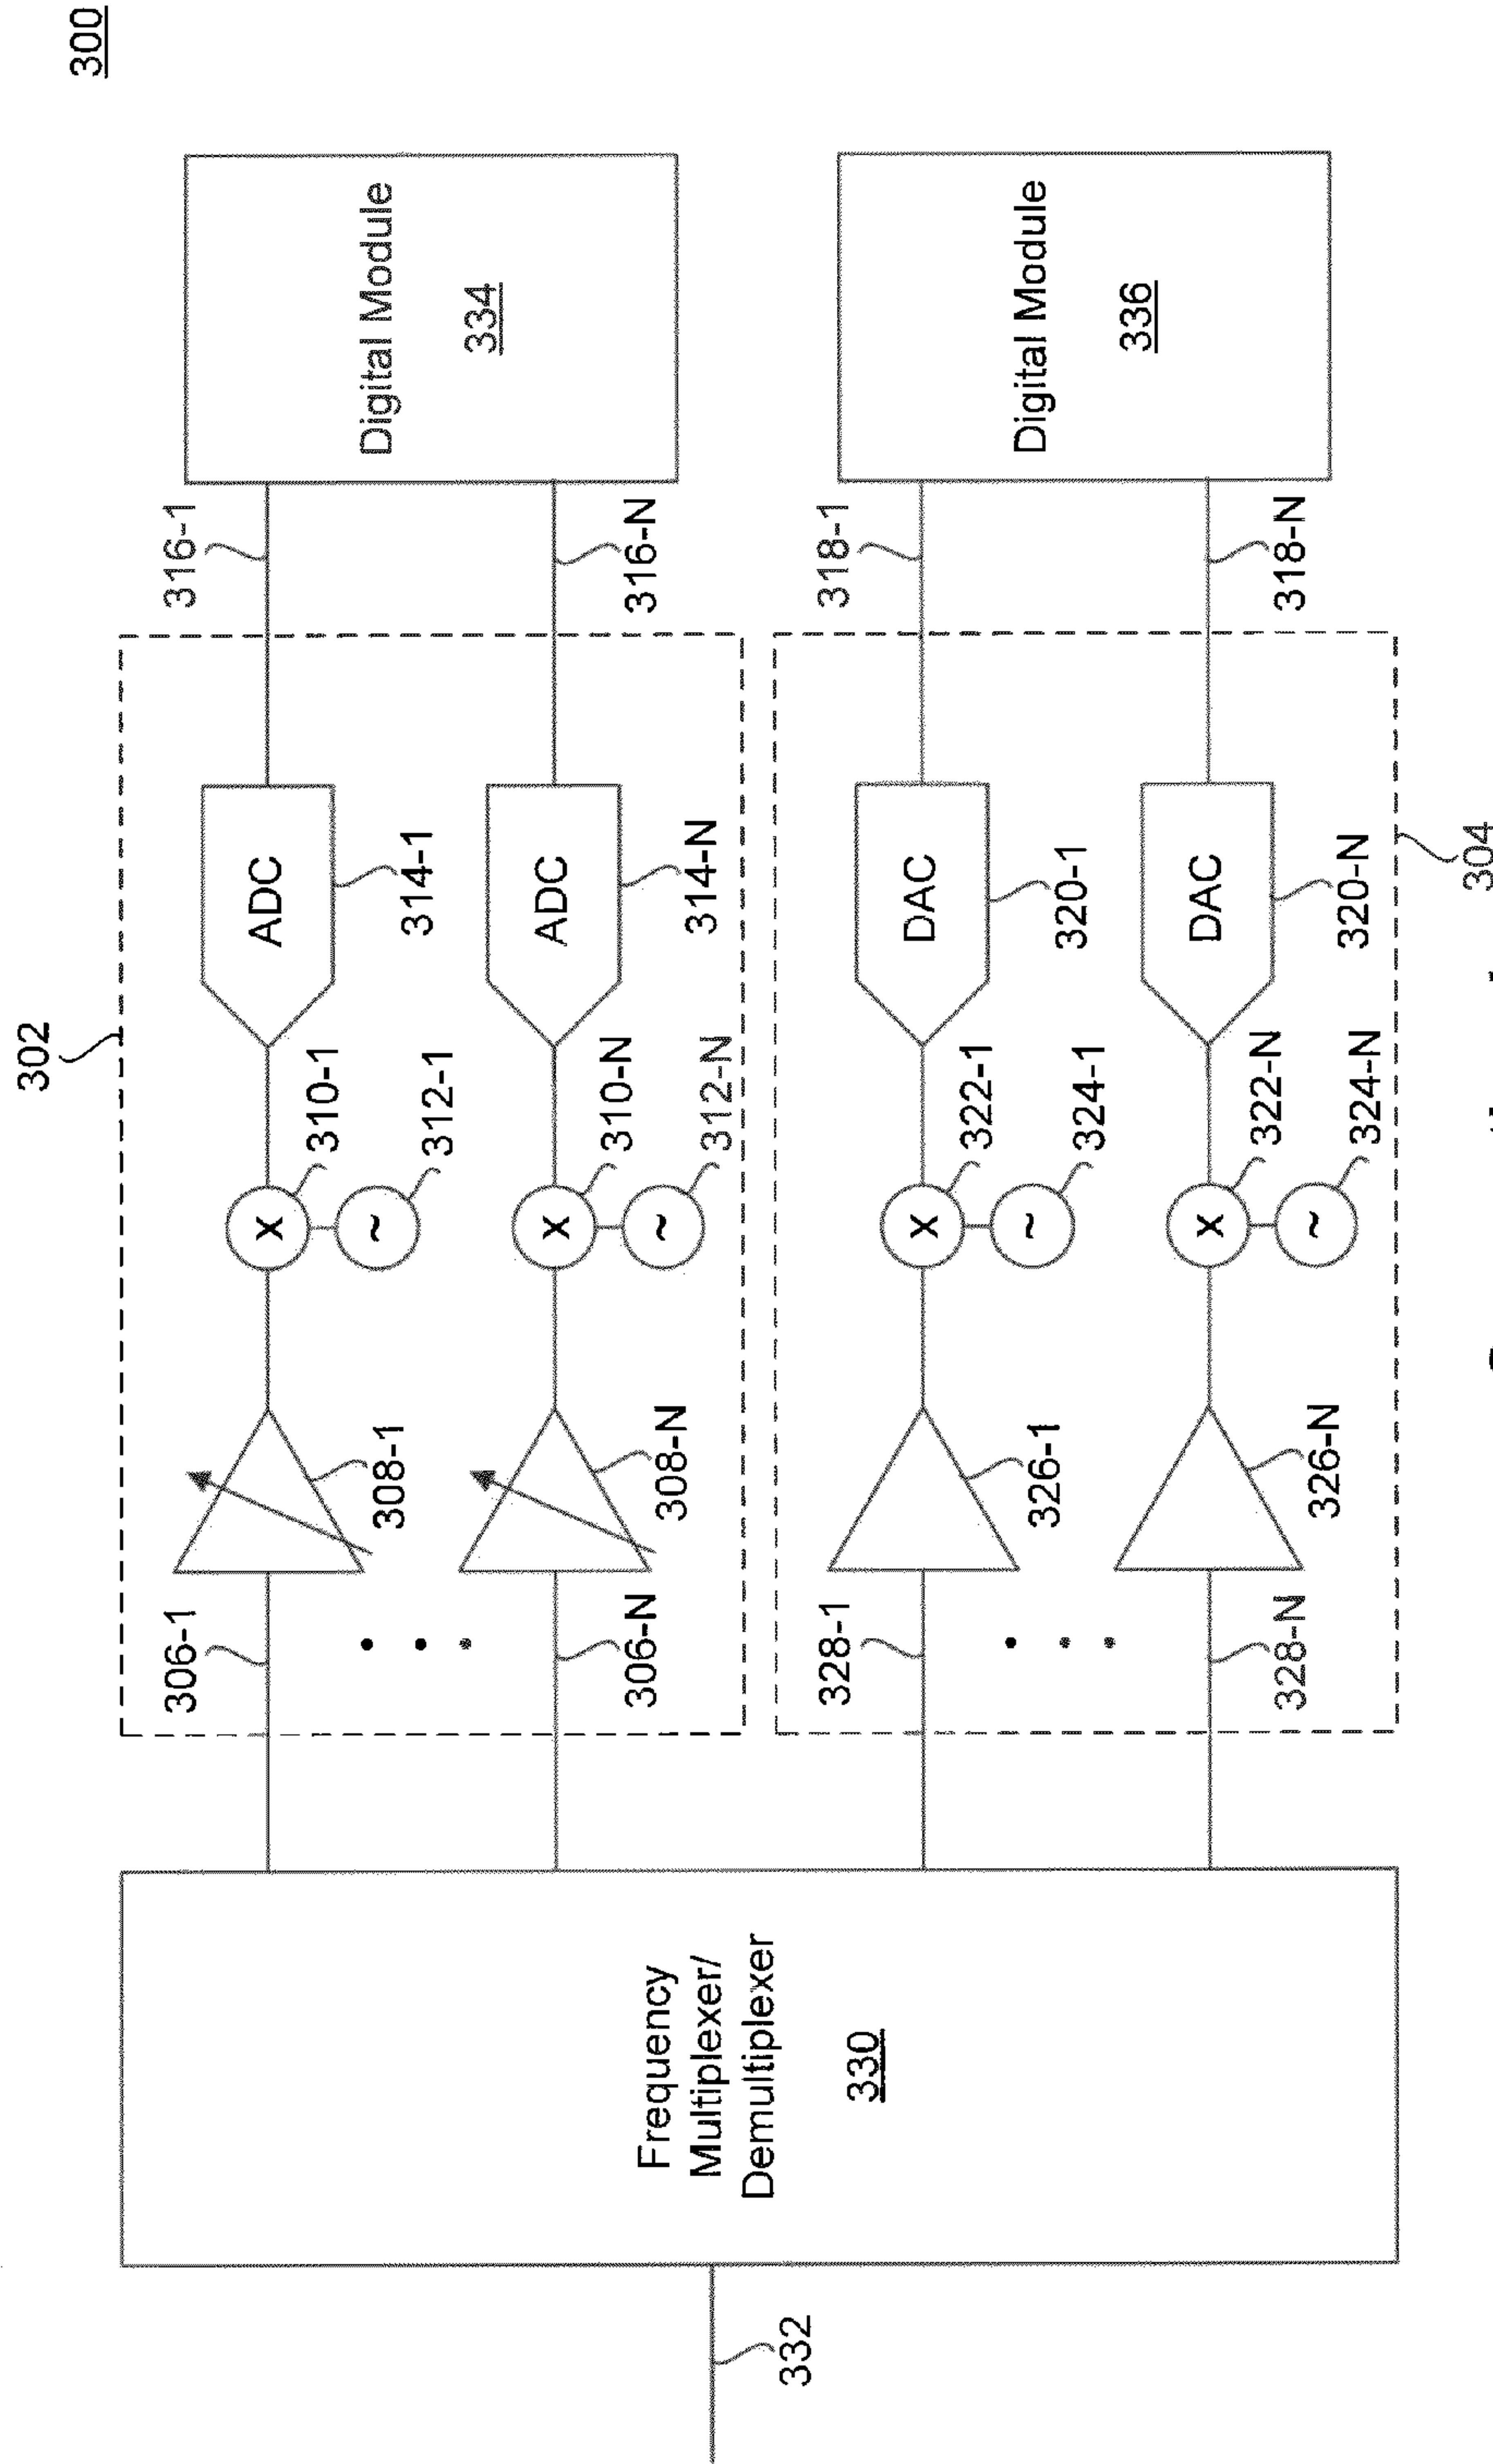 300
302
Frequency
Multiplexer/
Demultiplexer
330
332
306-1
308-1
310-1
312-1
ADC
314-1
316-1
306-N
308-N
310-N
312-N
ADC
314-N
316-N
Digital Module
334
328-1
326-1
322-1
324-1
DAC
320-1
318-1
328-N
326-N
322-N
324-N
DAC
320-N
318-N
Digital Module
336
304
X
~
X
~
X
~
X
~